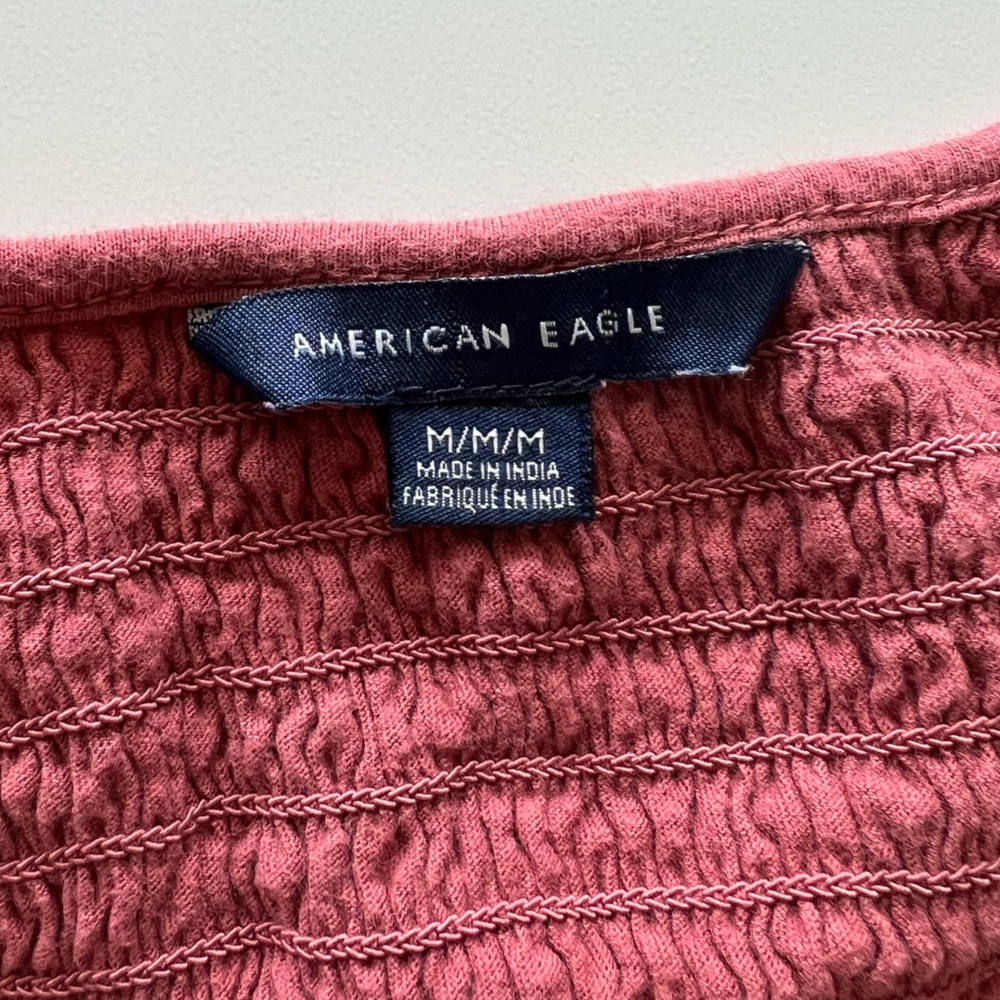 AMERICAN EAGLE
M/M/M
MADE IN INDIA
FABRIQUÉ EN INDE